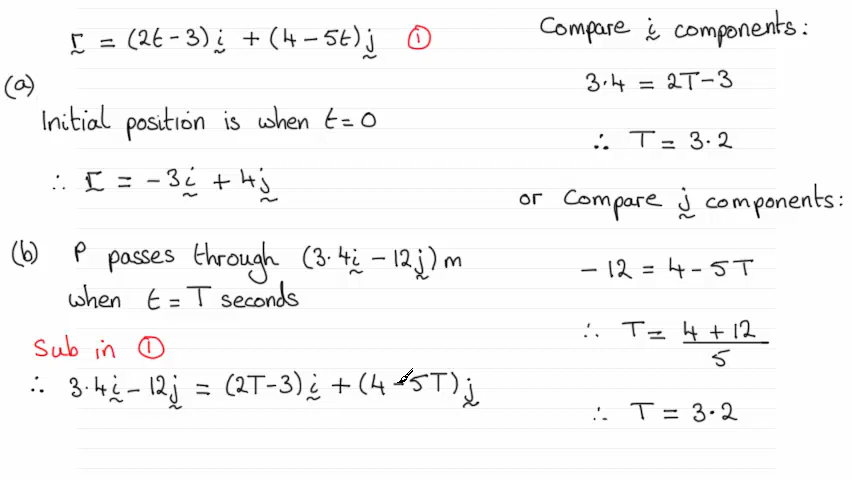 r = (2t - 3) i + (4 - 5t) j ①
(a)
Initial position is when t = 0
∴ r = -3i + 4j
(b) P passes through (3·4i - 12j) m
when t = T seconds
Sub in ①
∴ 3·4i - 12j = (2T - 3) i + (4 - 5T) j
Compare i components:
3·4 = 2T - 3
∴ T = 3·2
or Compare j components:
-12 = 4 - 5T
∴ T = 4 + 12
5
∴ T = 3·2